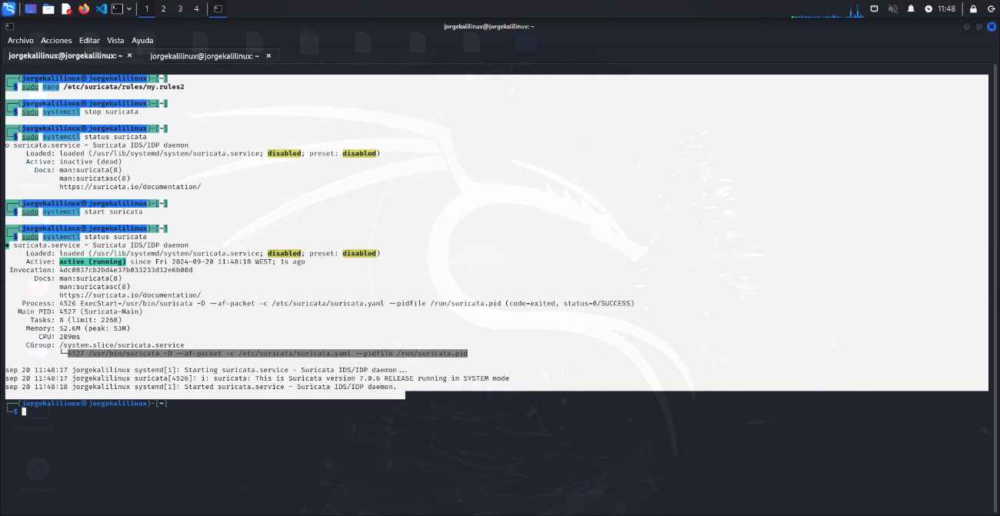 1 2 3 4 11:48
jorgekalilinux@jorgekalilinux: ~
Archivo Acciones Editar Vista Ayuda
jorgekalilinux@jorgekalilinux: ~ × jorgekalilinux@jorgekalilinux: ~ ×
┌──(jorgekalilinux㉿jorgekalilinux)-[~]
└─$ sudo nano /etc/suricata/rules/my.rules2
┌──(jorgekalilinux㉿jorgekalilinux)-[~]
└─$ sudo systemctl stop suricata
┌──(jorgekalilinux㉿jorgekalilinux)-[~]
└─$ sudo systemctl status suricata
○ suricata.service - Suricata IDS/IDP daemon
Loaded: loaded (/usr/lib/systemd/system/suricata.service; disabled; preset: disabled)
Active: inactive (dead)
Docs: man:suricata(8)
man:suricatasc(8)
https://suricata.io/documentation/
┌──(jorgekalilinux㉿jorgekalilinux)-[~]
└─$ sudo systemctl start suricata
┌──(jorgekalilinux㉿jorgekalilinux)-[~]
└─$ sudo systemctl status suricata
● suricata.service - Suricata IDS/IDP daemon
Loaded: loaded (/usr/lib/systemd/system/suricata.service; disabled; preset: disabled)
Active: active (running) since Fri 2024-09-20 11:48:18 WEST; 1s ago
Invocation: 4dc0837cb2bd4e37b033233d12e6b00d
Docs: man:suricata(8)
man:suricatasc(8)
https://suricata.io/documentation/
Process: 4526 ExecStart=/usr/bin/suricata -D --af-packet -c /etc/suricata/suricata.yaml --pidfile /run/suricata.pid (code=exited, status=0/SUCCESS)
Main PID: 4527 (Suricata-Main)
Tasks: 8 (limit: 2268)
Memory: 52.6M (peak: 53M)
CPU: 209ms
CGroup: /system.slice/suricata.service
└─4527 /usr/bin/suricata -D --af-packet -c /etc/suricata/suricata.yaml --pidfile /run/suricata.pid
sep 20 11:48:17 jorgekalilinux systemd[1]: Starting suricata.service - Suricata IDS/IDP daemon...
sep 20 11:48:17 jorgekalilinux suricata[4526]: i: suricata: This is Suricata version 7.0.6 RELEASE running in SYSTEM mode
sep 20 11:48:18 jorgekalilinux systemd[1]: Started suricata.service - Suricata IDS/IDP daemon.
┌──(jorgekalilinux㉿jorgekalilinux)-[~]
└─$